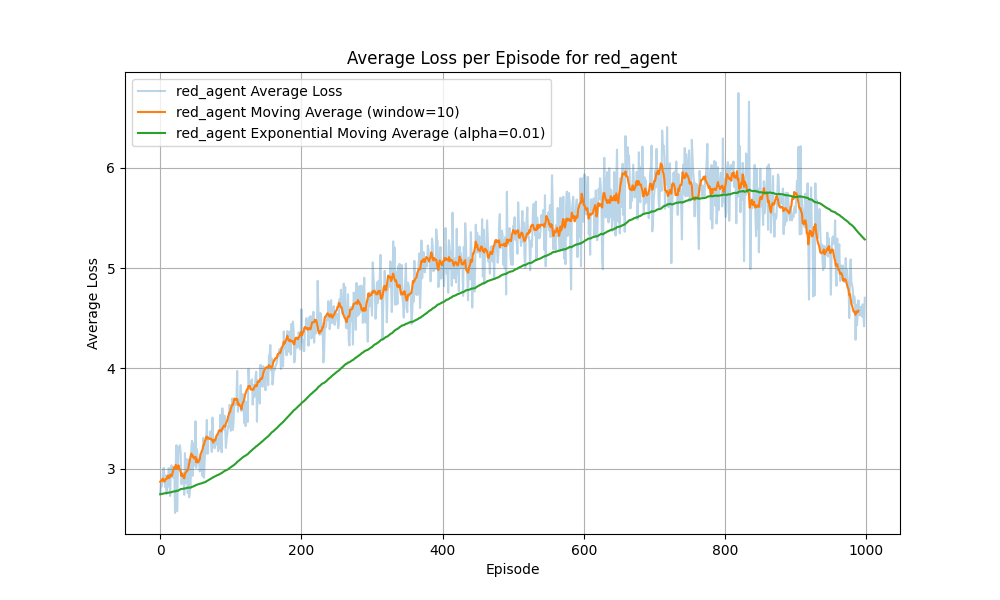 Average Loss per Episode for red_agent
red_agent Average Loss
red_agent Moving Average (window=10)
red_agent Exponential Moving Average (alpha=0.01)
Average Loss
6
5
4
3
0 200 400 600 800 1000
Episode